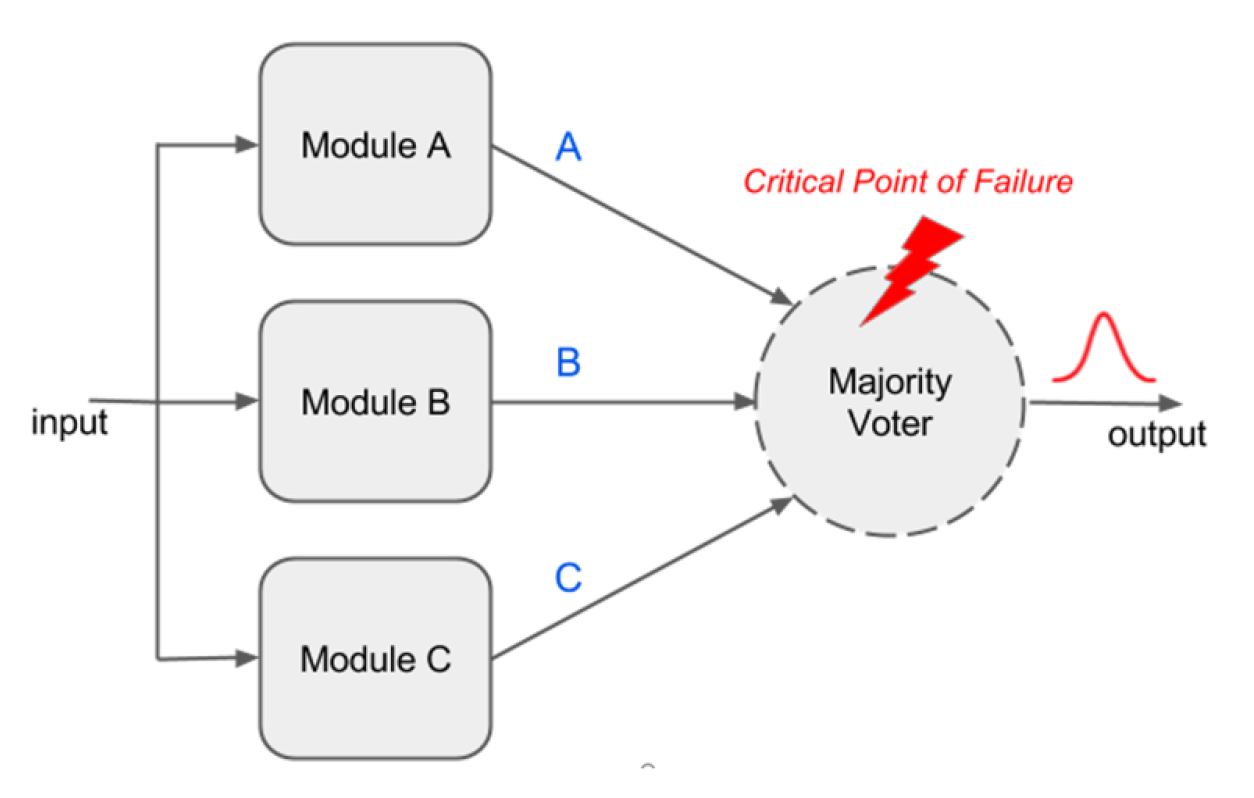 Module A
A
Critical Point of Failure
Module B
B
Majority
Voter
input
output
Module C
C